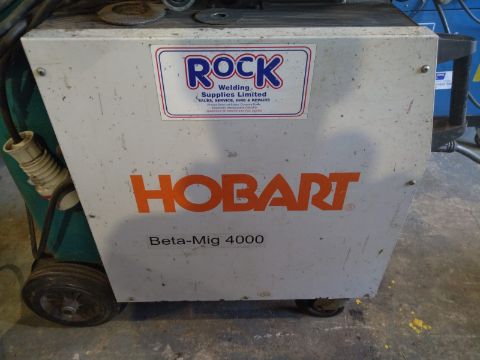 ROCK
Welding
Supplies Limited
SALES, SERVICE, HIRE & REPAIRS
HOBART
Beta-Mig 4000